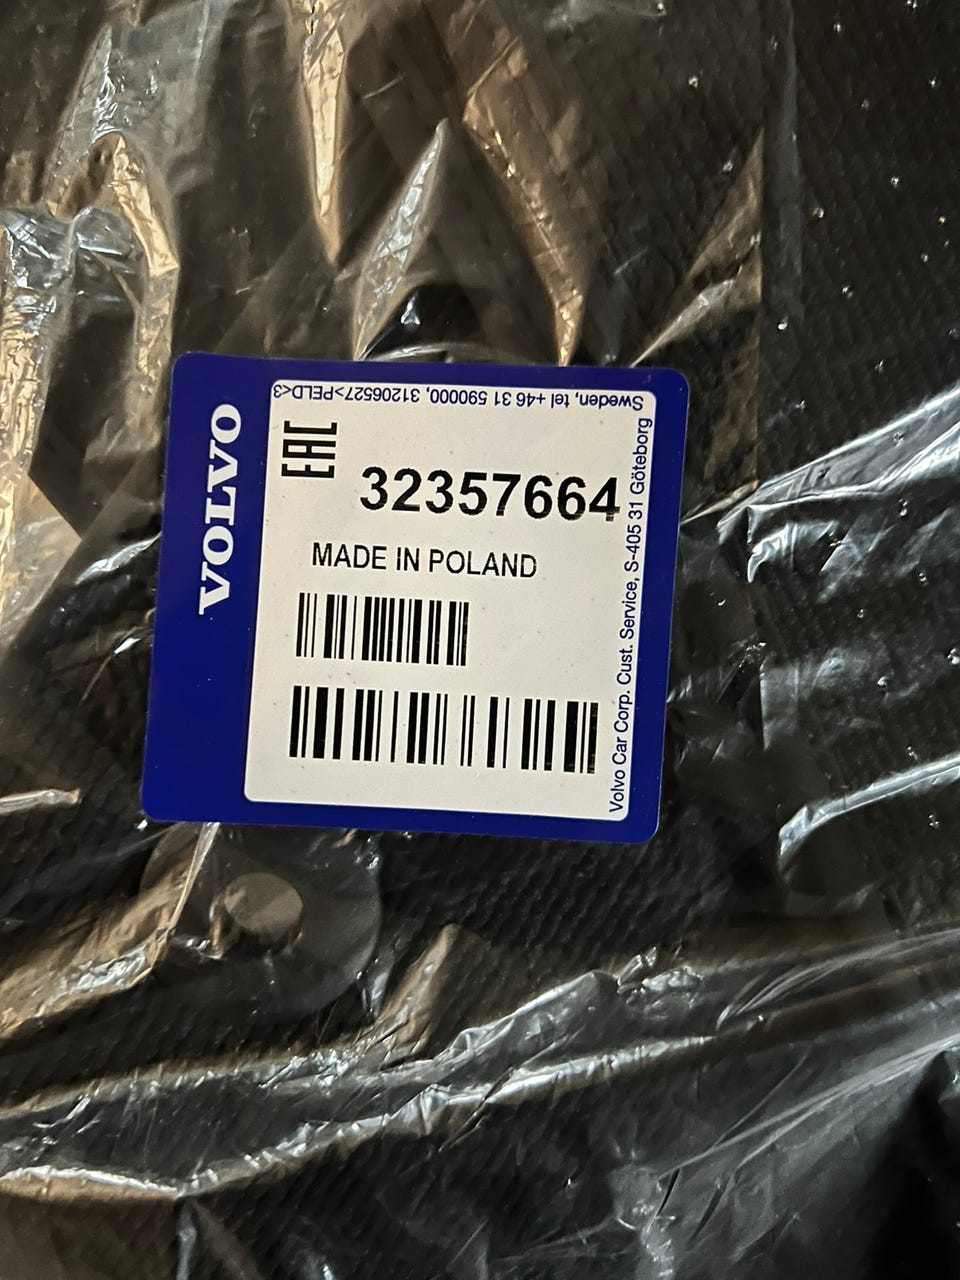 VOLVO
Sweden, tel +46 31 590000, 31206527>PELD<3
EAC
32357664
MADE IN POLAND
Volvo Car Corp. Cust. Service, S-405 31 Göteborg